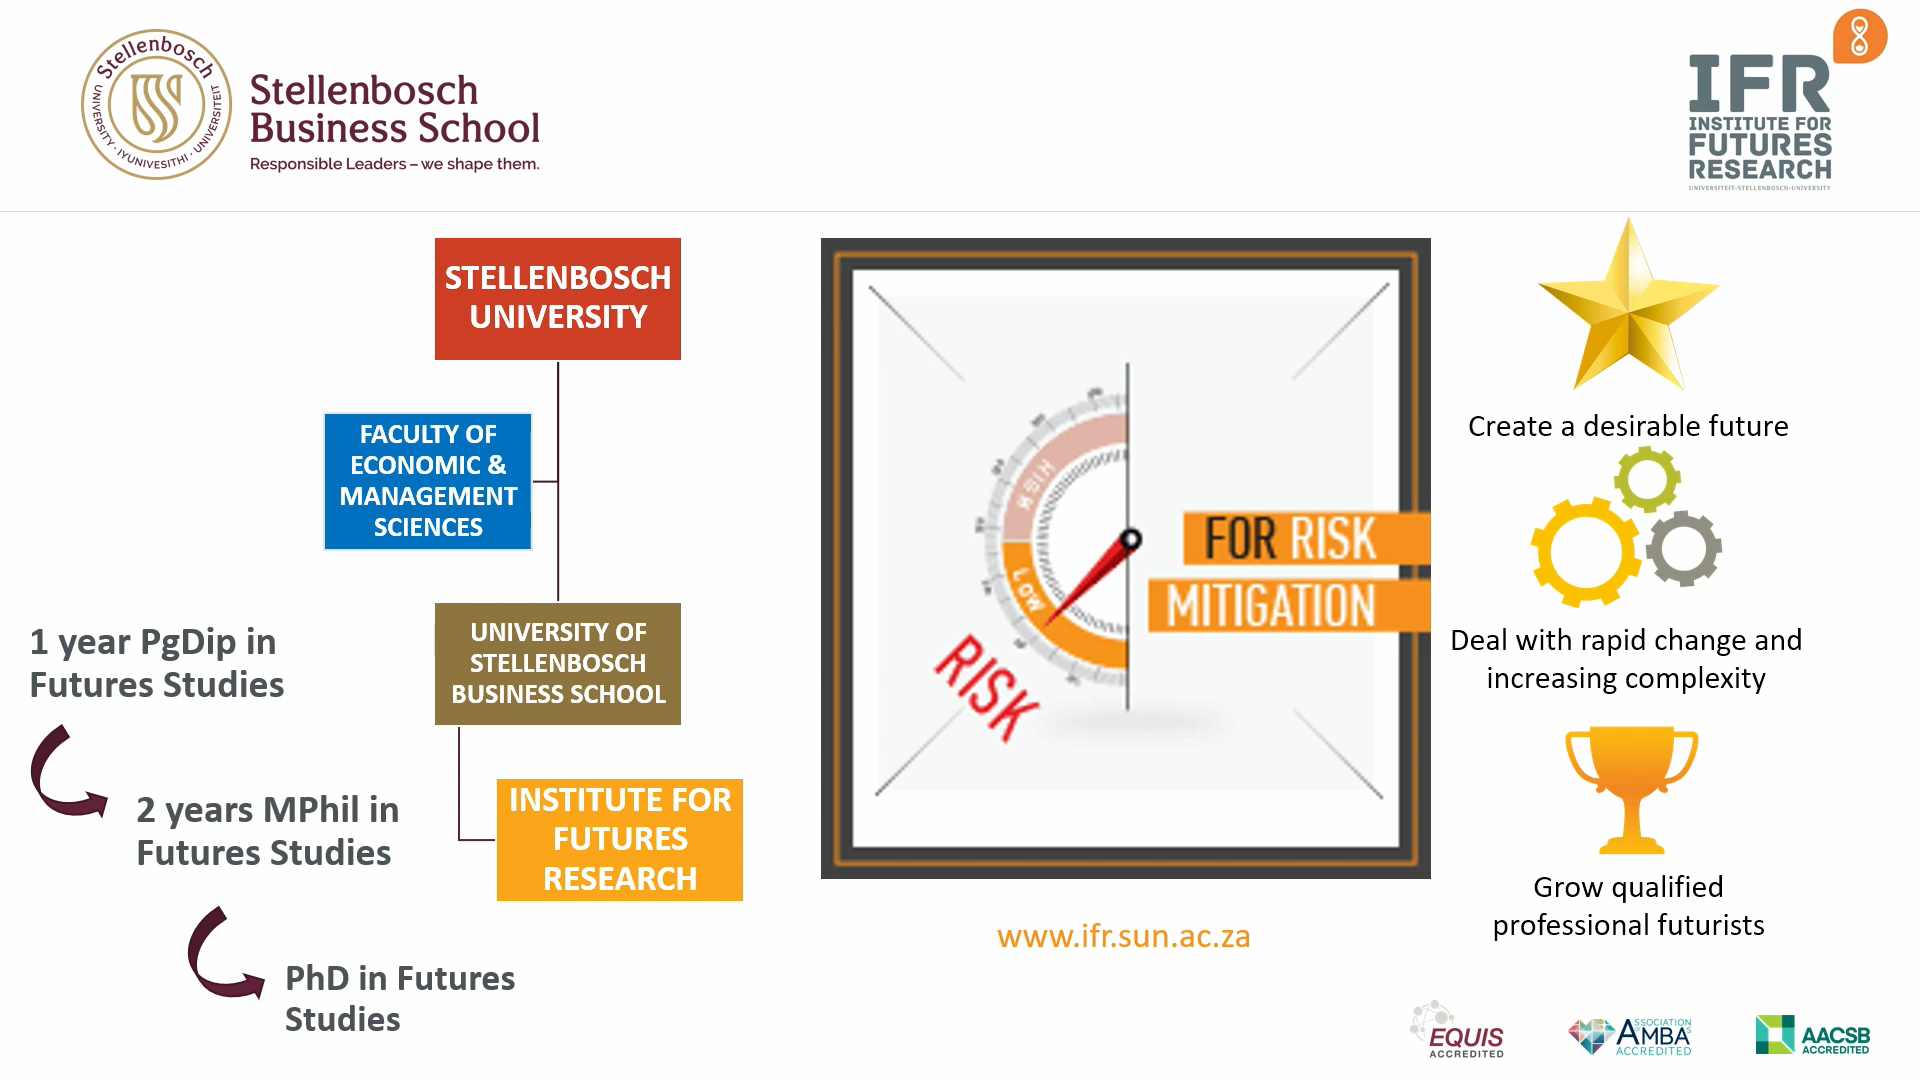 Stellenbosch
UNIVERSITY · IYUNIVESITHI · UNIVERSITEIT
Stellenbosch
Business School
Responsible Leaders – we shape them.
IFR
INSTITUTE FOR
FUTURES
RESEARCH
UNIVERSITEIT-STELLENBOSCH-UNIVERSITY
STELLENBOSCH
UNIVERSITY
FACULTY OF
ECONOMIC &
MANAGEMENT
SCIENCES
UNIVERSITY OF
STELLENBOSCH
BUSINESS SCHOOL
INSTITUTE FOR
FUTURES
RESEARCH
1 year PgDip in
Futures Studies
2 years MPhil in
Futures Studies
PhD in Futures
Studies
HIGH
LOW
RISK
FOR RISK
MITIGATION
www.ifr.sun.ac.za
Create a desirable future
Deal with rapid change and
increasing complexity
Grow qualified
professional futurists
EQUIS
ACCREDITED
ASSOCIATION
AMBA
ACCREDITED
AACSB
ACCREDITED